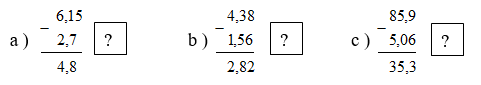 a ) 6,15 − 2,7 4,8 ?
b ) 4,38 − 1,56 2,82 ?
c ) 85,9 − 5,06 35,3 ?